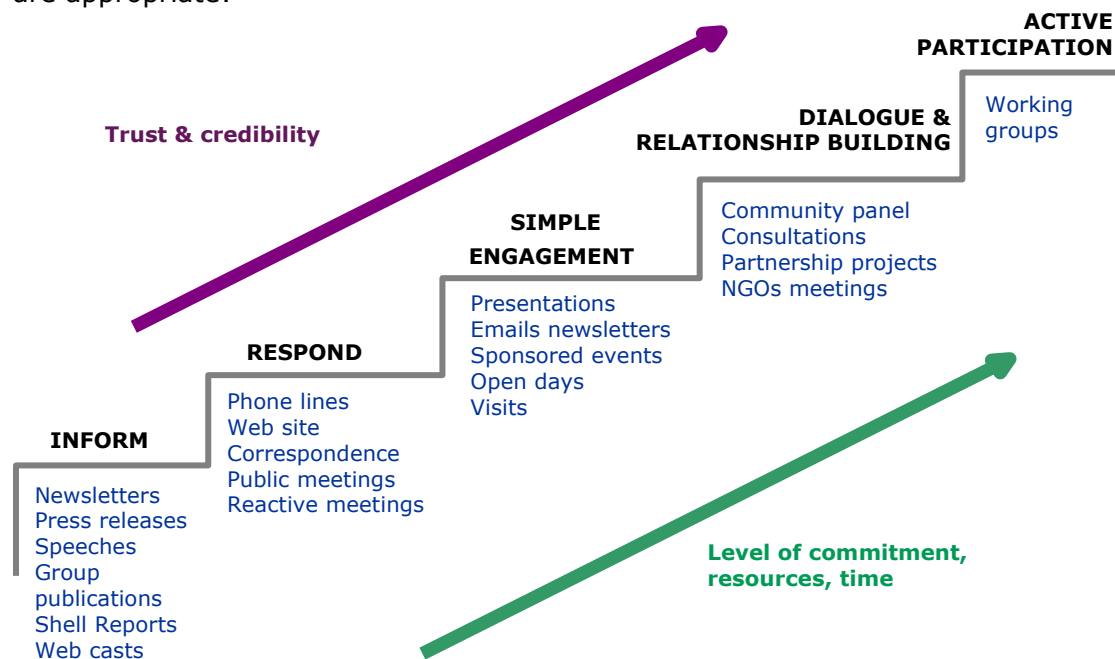 are appropriate.
ACTIVE
PARTICIPATION
Working
groups
Trust & credibility
DIALOGUE &
RELATIONSHIP BUILDING
Community panel
Consultations
Partnership projects
NGOs meetings
SIMPLE
ENGAGEMENT
Presentations
Emails newsletters
Sponsored events
Open days
Visits
RESPOND
Phone lines
Web site
Correspondence
Public meetings
Reactive meetings
INFORM
Newsletters
Press releases
Speeches
Group
publications
Shell Reports
Web casts
Level of commitment,
resources, time